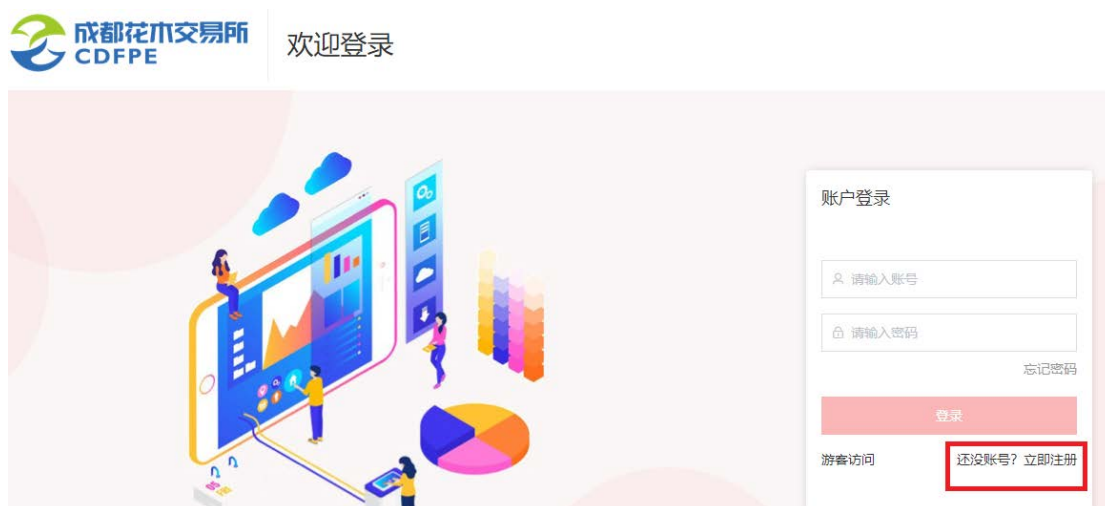 成都花木交易所
CDFPE
欢迎登录
账户登录
请输入账号
请输入密码
忘记密码
登录
游客访问 还没账号？立即注册